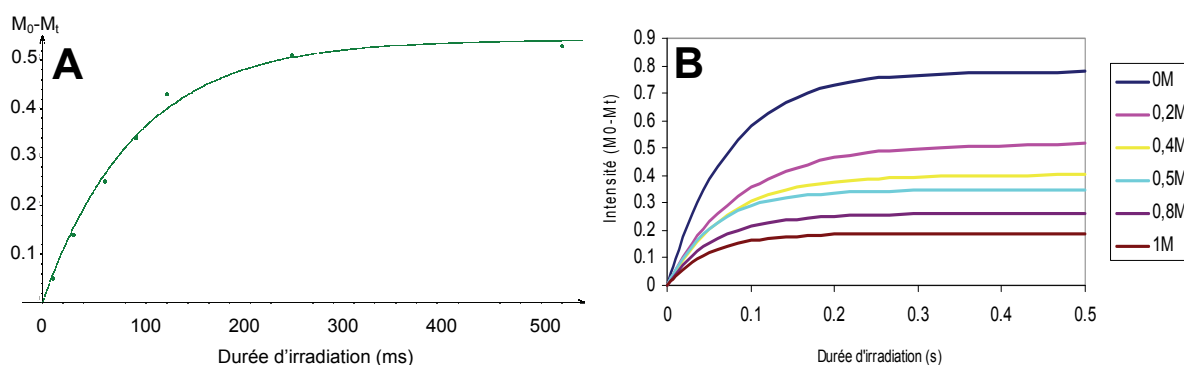 M₀-Mₜ
A
0.5
0.4
0.3
0.2
0.1
0 100 200 300 400 500
Durée d’irradiation (ms)
B
Intensité (M0-Mt)
0.9
0.8
0.7
0.6
0.5
0.4
0.3
0.2
0.1
0
0 0.1 0.2 0.3 0.4 0.5
Durée d'irradiation (s)
0M
0,2M
0,4M
0,5M
0,8M
1M